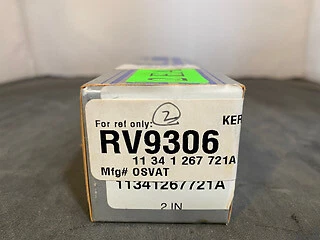 2
For ref only:
KER
RV9306
11 34 1 267 721A
Mfg# OSVAT
11341267721A
2 IN